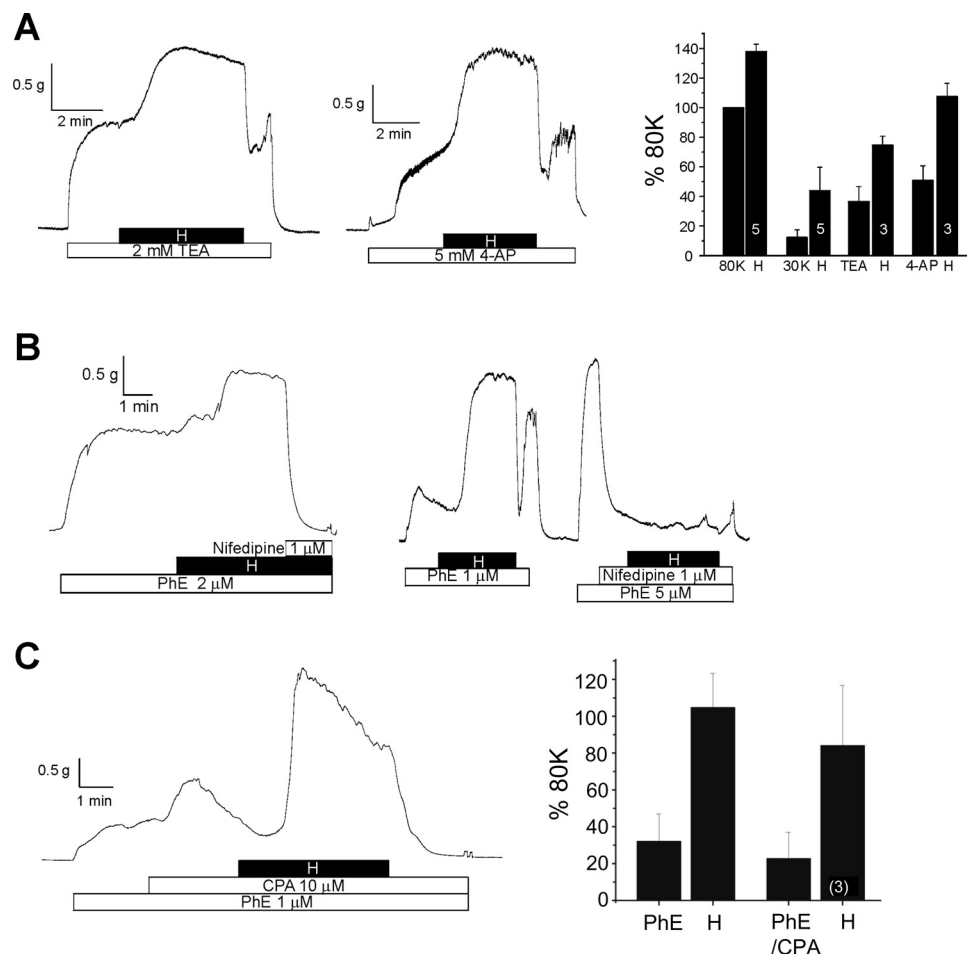 A
0.5 g
2 min
H
2 mM TEA
0.5 g
2 min
H
5 mM 4-AP
% 80K
140
120
100
80
60
40
20
0
5
5
3
3
80K H 30K H TEA H 4-AP H
B
0.5 g
1 min
Nifedipine 1 μM
H
PhE 2 μM
H
PhE 1 μM
H
Nifedipine 1 μM
PhE 5 μM
C
0.5 g
1 min
H
CPA 10 μM
PhE 1 μM
% 80K
120
100
80
60
40
20
0
(3)
PhE H PhE H
/CPA